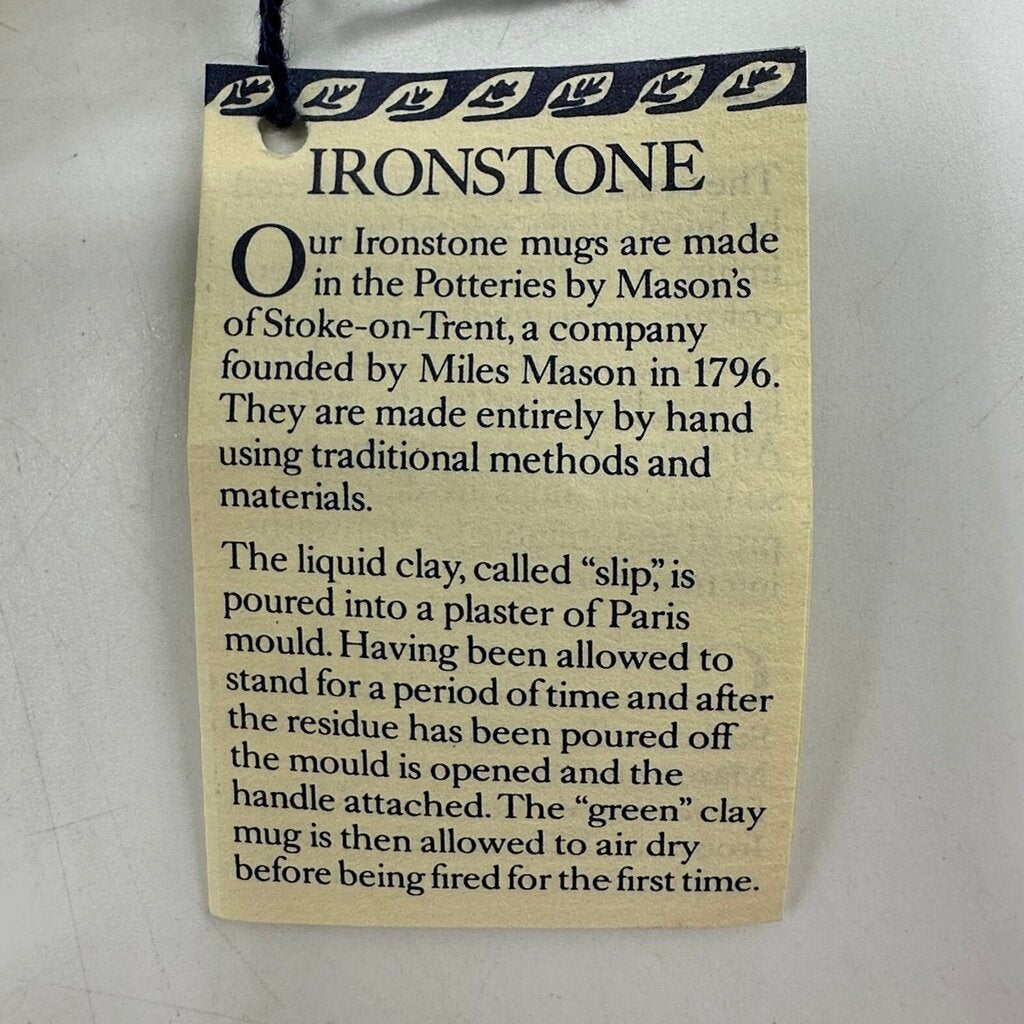 IRONSTONE
Our Ironstone mugs are made
in the Potteries by Mason's
of Stoke-on-Trent, a company
founded by Miles Mason in 1796.
They are made entirely by hand
using traditional methods and
materials.
The liquid clay, called “slip,” is
poured into a plaster of Paris
mould. Having been allowed to
stand for a period of time and after
the residue has been poured off
the mould is opened and the
handle attached. The “green” clay
mug is then allowed to air dry
before being fired for the first time.